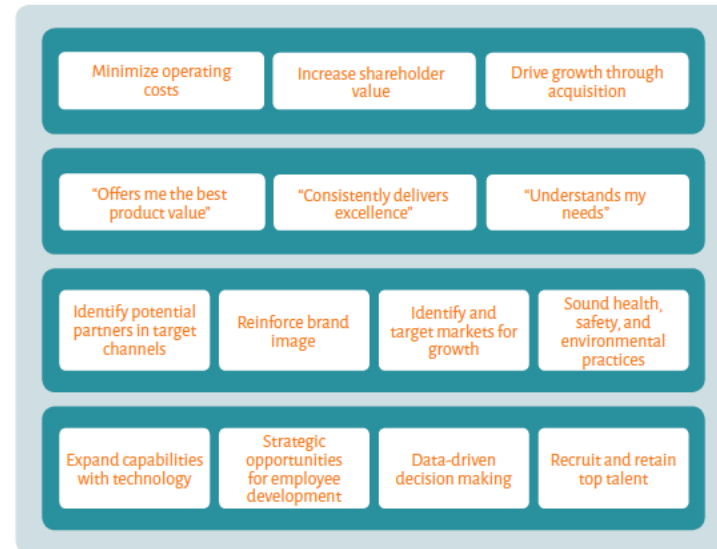 Minimize operating
costs
Increase shareholder
value
Drive growth through
acquisition
“Offers me the best
product value”
“Consistently delivers
excellence”
“Understands my
needs”
Identify potential
partners in target
channels
Reinforce brand
image
Identify and
target markets for
growth
Sound health,
safety, and
environmental
practices
Expand capabilities
with technology
Strategic
opportunities
for employee
development
Data-driven
decision making
Recruit and retain
top talent